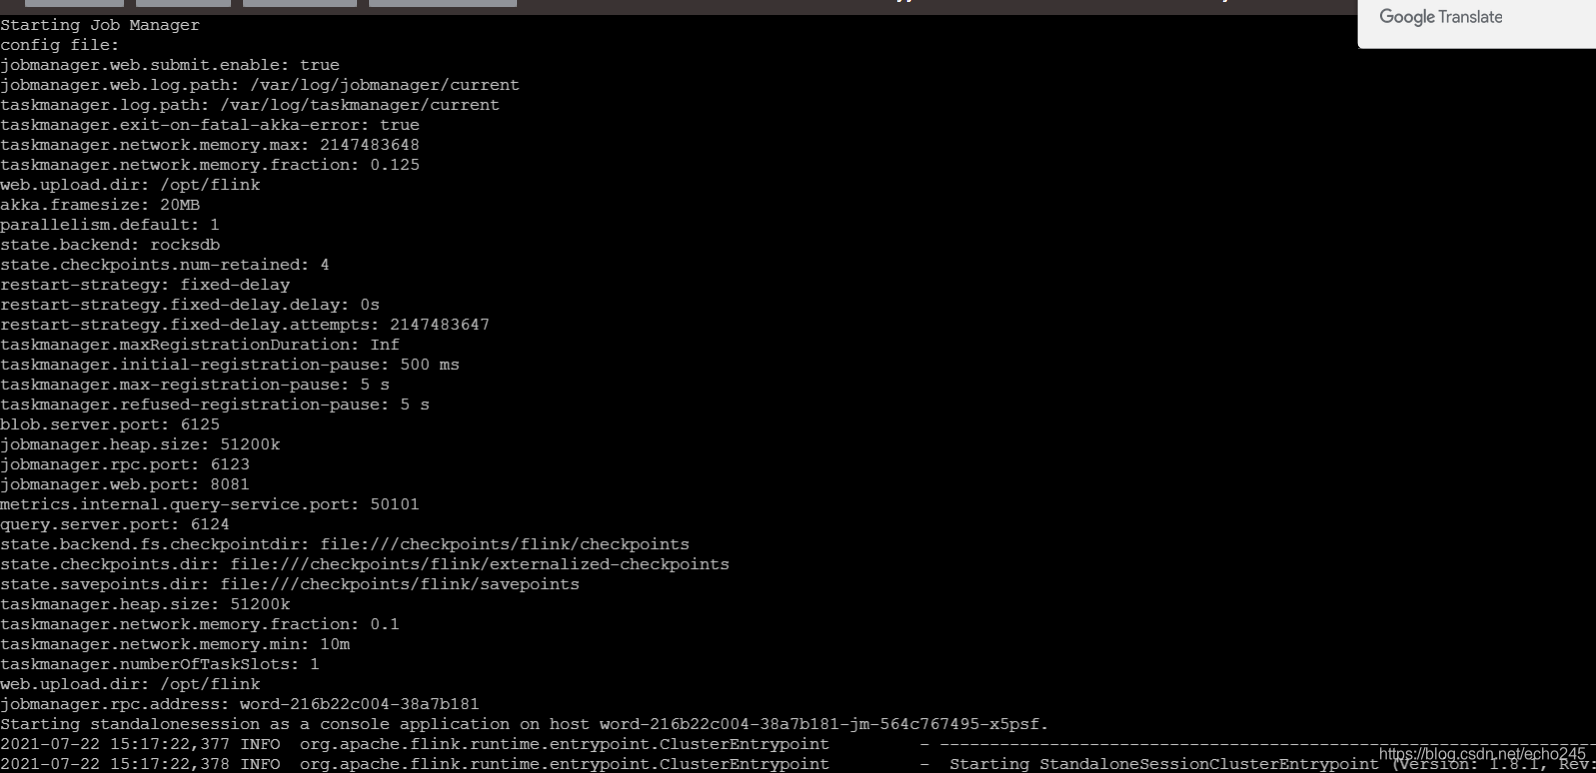 Google Translate
Starting Job Manager
config file:
jobmanager.web.submit.enable: true
jobmanager.web.log.path: /var/log/jobmanager/current
taskmanager.log.path: /var/log/taskmanager/current
taskmanager.exit-on-fatal-akka-error: true
taskmanager.network.memory.max: 2147483648
taskmanager.network.memory.fraction: 0.125
web.upload.dir: /opt/flink
akka.framesize: 20MB
parallelism.default: 1
state.backend: rocksdb
state.checkpoints.num-retained: 4
restart-strategy: fixed-delay
restart-strategy.fixed-delay.delay: 0s
restart-strategy.fixed-delay.attempts: 2147483647
taskmanager.maxRegistrationDuration: Inf
taskmanager.initial-registration-pause: 500 ms
taskmanager.max-registration-pause: 5 s
taskmanager.refused-registration-pause: 5 s
blob.server.port: 6125
jobmanager.heap.size: 51200k
jobmanager.rpc.port: 6123
jobmanager.web.port: 8081
metrics.internal.query-service.port: 50101
query.server.port: 6124
state.backend.fs.checkpointdir: file:///checkpoints/flink/checkpoints
state.checkpoints.dir: file:///checkpoints/flink/externalized-checkpoints
state.savepoints.dir: file:///checkpoints/flink/savepoints
taskmanager.heap.size: 51200k
taskmanager.network.memory.fraction: 0.1
taskmanager.network.memory.min: 10m
taskmanager.numberOfTaskSlots: 1
web.upload.dir: /opt/flink
jobmanager.rpc.address: word-216b22c004-38a7b181
Starting standalonesession as a console application on host word-216b22c004-38a7b181-jm-564c767495-x5psf.
2021-07-22 15:17:22,377 INFO  org.apache.flink.runtime.entrypoint.ClusterEntrypoint         - --------------------------------------------------------------------------------
2021-07-22 15:17:22,378 INFO  org.apache.flink.runtime.entrypoint.ClusterEntrypoint         -  Starting StandaloneSessionClusterEntrypoint (Version: 1.8.1, Rev:
https://blog.csdn.net/echo245